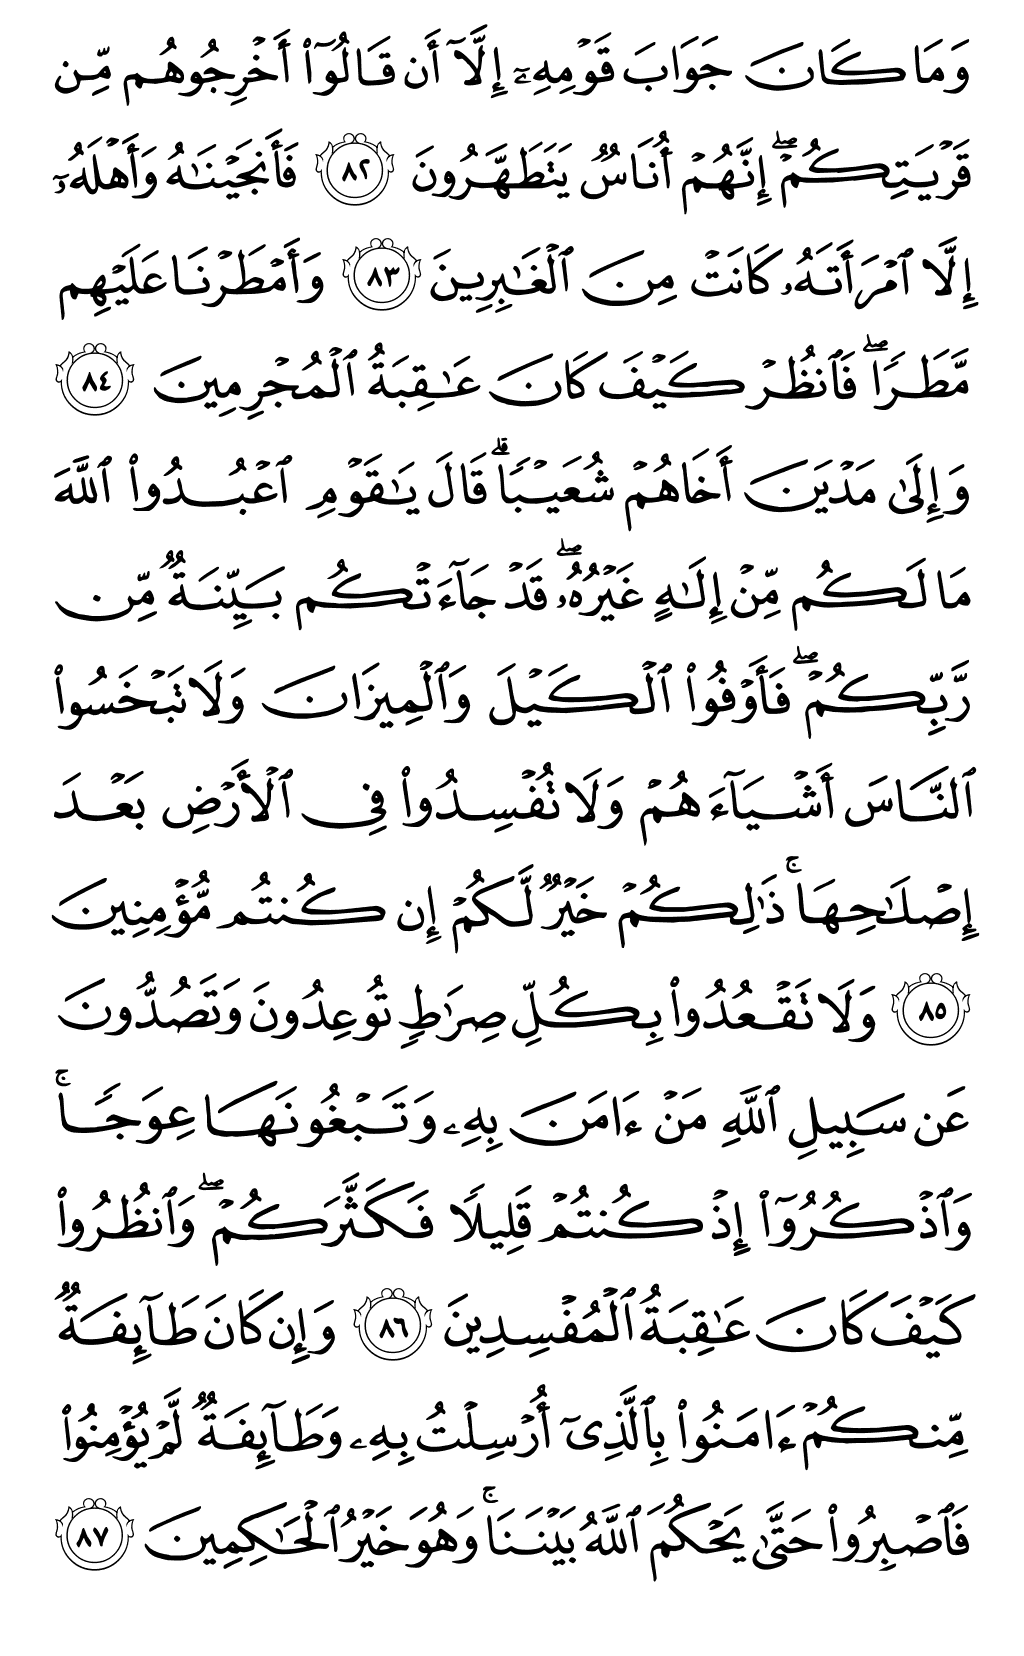 وَمَا كَانَ جَوَابَ قَوْمِهِۦٓ إِلَّآ أَن قَالُوٓا۟ أَخْرِجُوهُم مِّن
قَرْيَتِكُمْ ۖ إِنَّهُمْ أُنَاسٌ يَتَطَهَّرُونَ ٨٢ فَأَنجَيْنَٰهُ وَأَهْلَهُۥٓ
إِلَّا ٱمْرَأَتَهُۥ كَانَتْ مِنَ ٱلْغَٰبِرِينَ ٨٣ وَأَمْطَرْنَا عَلَيْهِم
مَّطَرًا ۖ فَٱنظُرْ كَيْفَ كَانَ عَٰقِبَةُ ٱلْمُجْرِمِينَ ٨٤
وَإِلَىٰ مَدْيَنَ أَخَاهُمْ شُعَيْبًا ۗ قَالَ يَٰقَوْمِ ٱعْبُدُوا۟ ٱللَّهَ
مَا لَكُم مِّنْ إِلَٰهٍ غَيْرُهُۥ ۖ قَدْ جَآءَتْكُم بَيِّنَةٌ مِّن
رَّبِّكُمْ ۖ فَأَوْفُوا۟ ٱلْكَيْلَ وَٱلْمِيزَانَ وَلَا تَبْخَسُوا۟
ٱلنَّاسَ أَشْيَآءَهُمْ وَلَا تُفْسِدُوا۟ فِى ٱلْأَرْضِ بَعْدَ
إِصْلَٰحِهَا ۚ ذَٰلِكُمْ خَيْرٌ لَّكُمْ إِن كُنتُم مُّؤْمِنِينَ
٨٥ وَلَا تَقْعُدُوا۟ بِكُلِّ صِرَٰطٍ تُوعِدُونَ وَتَصُدُّونَ
عَن سَبِيلِ ٱللَّهِ مَنْ ءَامَنَ بِهِۦ وَتَبْغُونَهَا عِوَجًا ۚ
وَٱذْكُرُوٓا۟ إِذْ كُنتُمْ قَلِيلًا فَكَثَّرَكُمْ ۖ وَٱنظُرُوا۟
كَيْفَ كَانَ عَٰقِبَةُ ٱلْمُفْسِدِينَ ٨٦ وَإِن كَانَ طَآئِفَةٌ
مِّنكُمْ ءَامَنُوا۟ بِٱلَّذِىٓ أُرْسِلْتُ بِهِۦ وَطَآئِفَةٌ لَّمْ يُؤْمِنُوا۟
فَٱصْبِرُوا۟ حَتَّىٰ يَحْكُمَ ٱللَّهُ بَيْنَنَا ۚ وَهُوَ خَيْرُ ٱلْحَٰكِمِينَ ٨٧